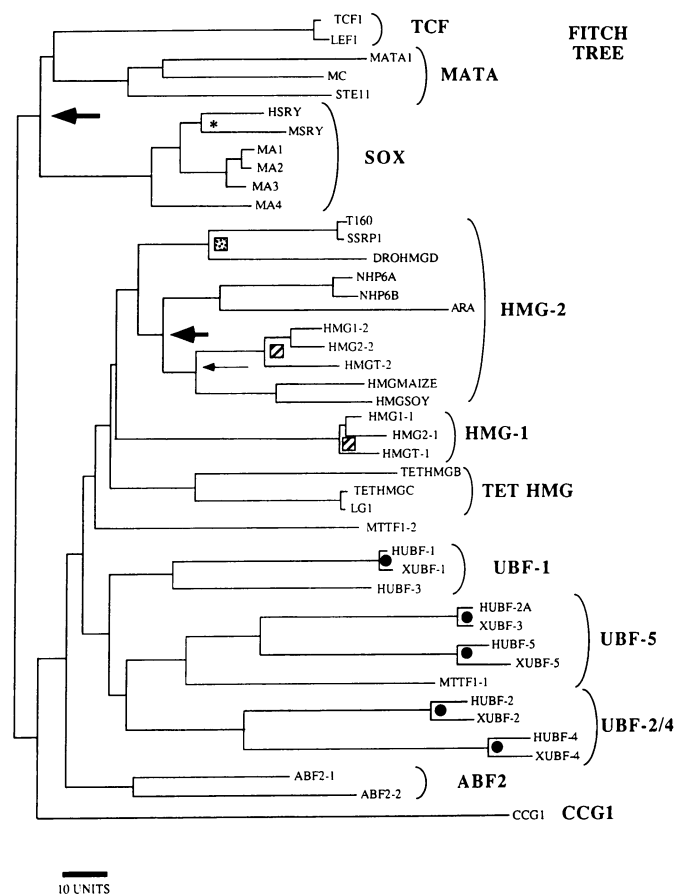 TCF1
LEF1
TCF
FITCH
TREE
MATA1
MC
STE11
MATA
HSRY
*
MSRY
MA1
MA2
MA3
MA4
SOX
T160
SSRP1
DROHMGD
NHP6A
NHP6B
ARA
HMG1-2
HMG2-2
HMGT-2
HMGMAIZE
HMGSOY
HMG-2
HMG1-1
HMG2-1
HMGT-1
HMG-1
TETHMGB
TETHMGC
LG1
TET HMG
MTTF1-2
HUBF-1
XUBF-1
HUBF-3
UBF-1
HUBF-2A
XUBF-3
HUBF-5
XUBF-5
MTTF1-1
UBF-5
HUBF-2
XUBF-2
HUBF-4
XUBF-4
UBF-2/4
ABF2-1
ABF2-2
ABF2
CCG1
CCG1
10 UNITS